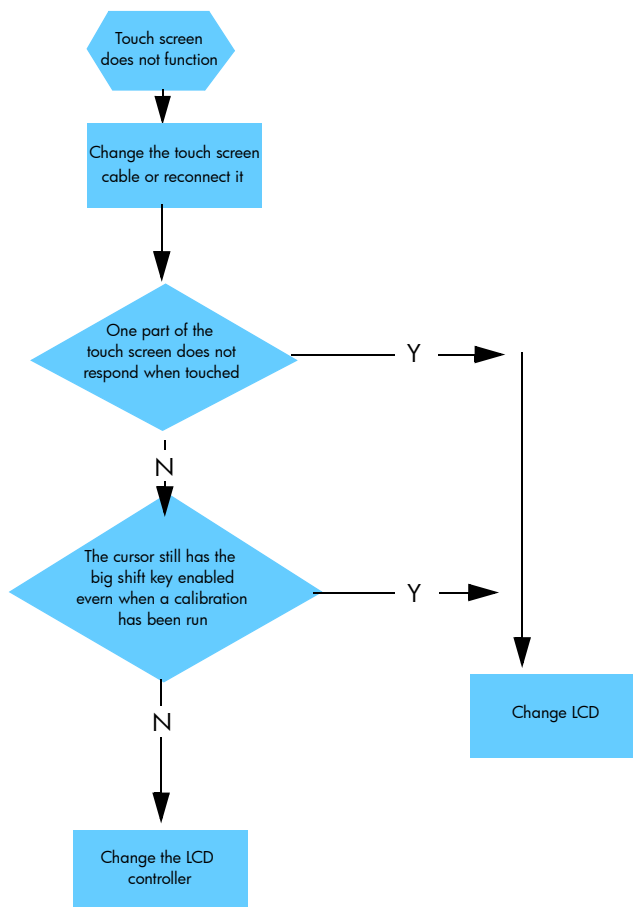 Touch screen
does not function
Change the touch screen
cable or reconnect it
One part of the
touch screen does not
respond when touched
Y
N
The cursor still has the
big shift key enabled
evern when a calibration
has been run
Y
N
Change LCD
Change the LCD
controller